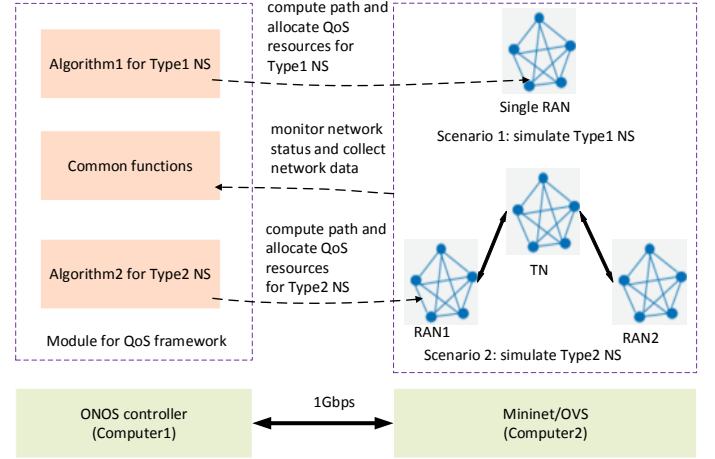 compute path and
allocate QoS
resources for
Type1 NS
Algorithm1 for Type1 NS
Single RAN
Scenario 1: simulate Type1 NS
monitor network
status and collect
network data
Common functions
compute path and
allocate QoS
resources
for Type2 NS
Algorithm2 for Type2 NS
TN
RAN1
RAN2
Module for QoS framework
Scenario 2: simulate Type2 NS
ONOS controller
(Computer1)
1Gbps
Mininet/OVS
(Computer2)